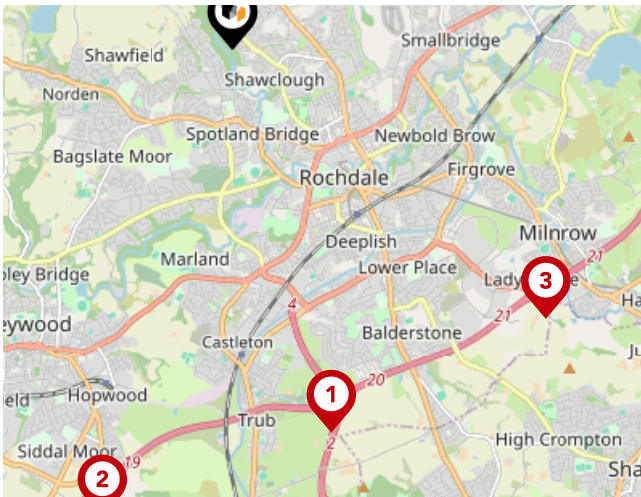 Shawfield
Smallbridge
Shawclough
Norden
Spotland Bridge
Newbold Brow
Bagslate Moor
Firgrove
Rochdale
Milnrow
Deeplish
Marland
21
Lower Place
pley Bridge
Lady
e
3
Ha
4
21
eywood
Balderstone
Castleton
Ju
20
1
eld
Hopwood
Trub
2
High Crompton
Siddal Moor
19
Sha
2